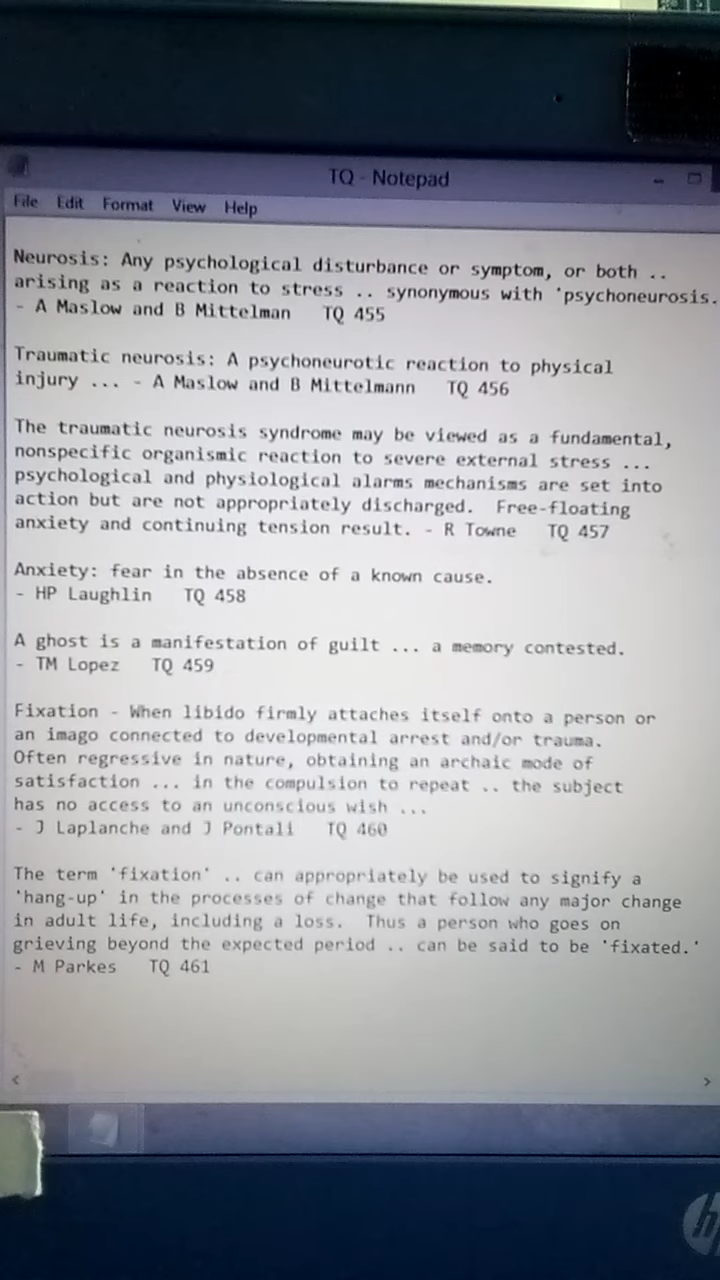 TQ - Notepad
File Edit Format View Help
Neurosis: Any psychological disturbance or symptom, or both ..
arising as a reaction to stress .. synonymous with 'psychoneurosis.
- A Maslow and B Mittelman TQ 455
Traumatic neurosis: A psychoneurotic reaction to physical
injury ... - A Maslow and B Mittelmann TQ 456
The traumatic neurosis syndrome may be viewed as a fundamental,
nonspecific organismic reaction to severe external stress ...
psychological and physiological alarms mechanisms are set into
action but are not appropriately discharged. Free-floating
anxiety and continuing tension result. - R Towne TQ 457
Anxiety: fear in the absence of a known cause.
- HP Laughlin TQ 458
A ghost is a manifestation of guilt ... a memory contested.
- TM Lopez TQ 459
Fixation - When libido firmly attaches itself onto a person or
an imago connected to developmental arrest and/or trauma.
Often regressive in nature, obtaining an archaic mode of
satisfaction ... in the compulsion to repeat .. the subject
has no access to an unconscious wish ...
- J Laplanche and J Pontali TQ 460
The term 'fixation' .. can appropriately be used to signify a
'hang-up' in the processes of change that follow any major change
in adult life, including a loss. Thus a person who goes on
grieving beyond the expected period .. can be said to be 'fixated.'
- M Parkes TQ 461
hp